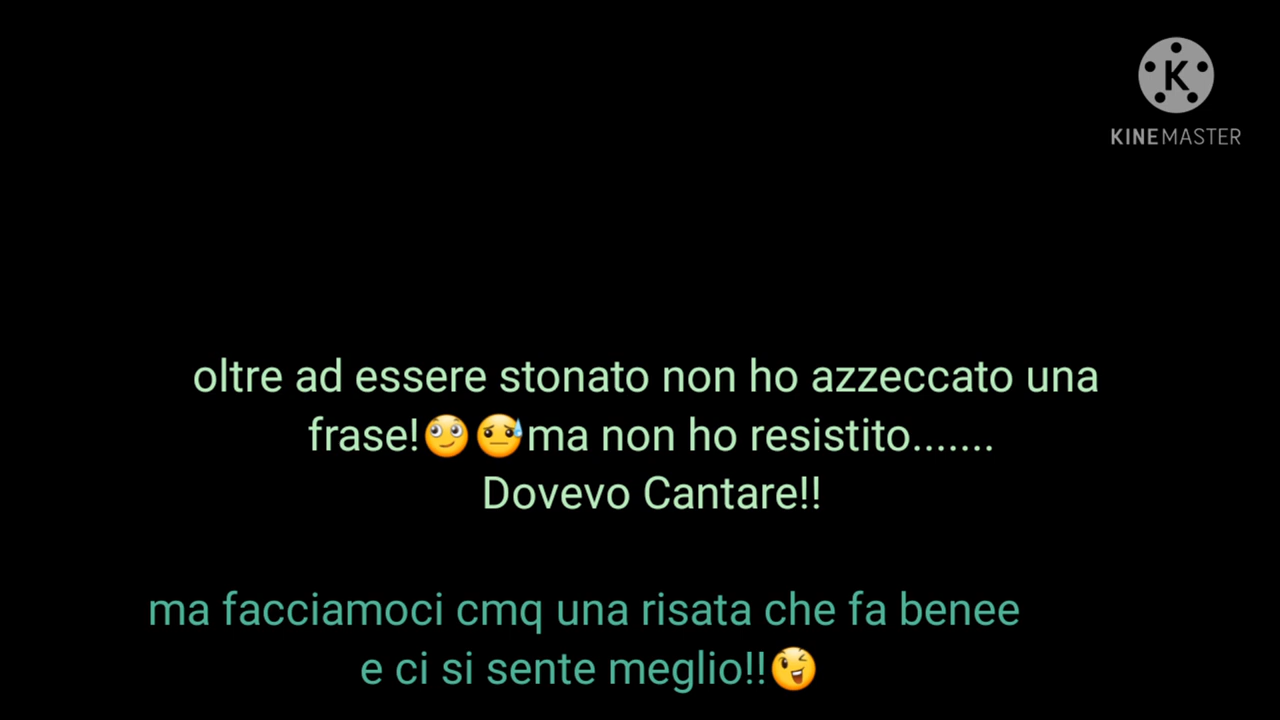 K
KINEMASTER
oltre ad essere stonato non ho azzeccato una
frase!🙄😓ma non ho resistito.......
Dovevo Cantare!!
ma facciamoci cmq una risata che fa benee
e ci si sente meglio!!😉